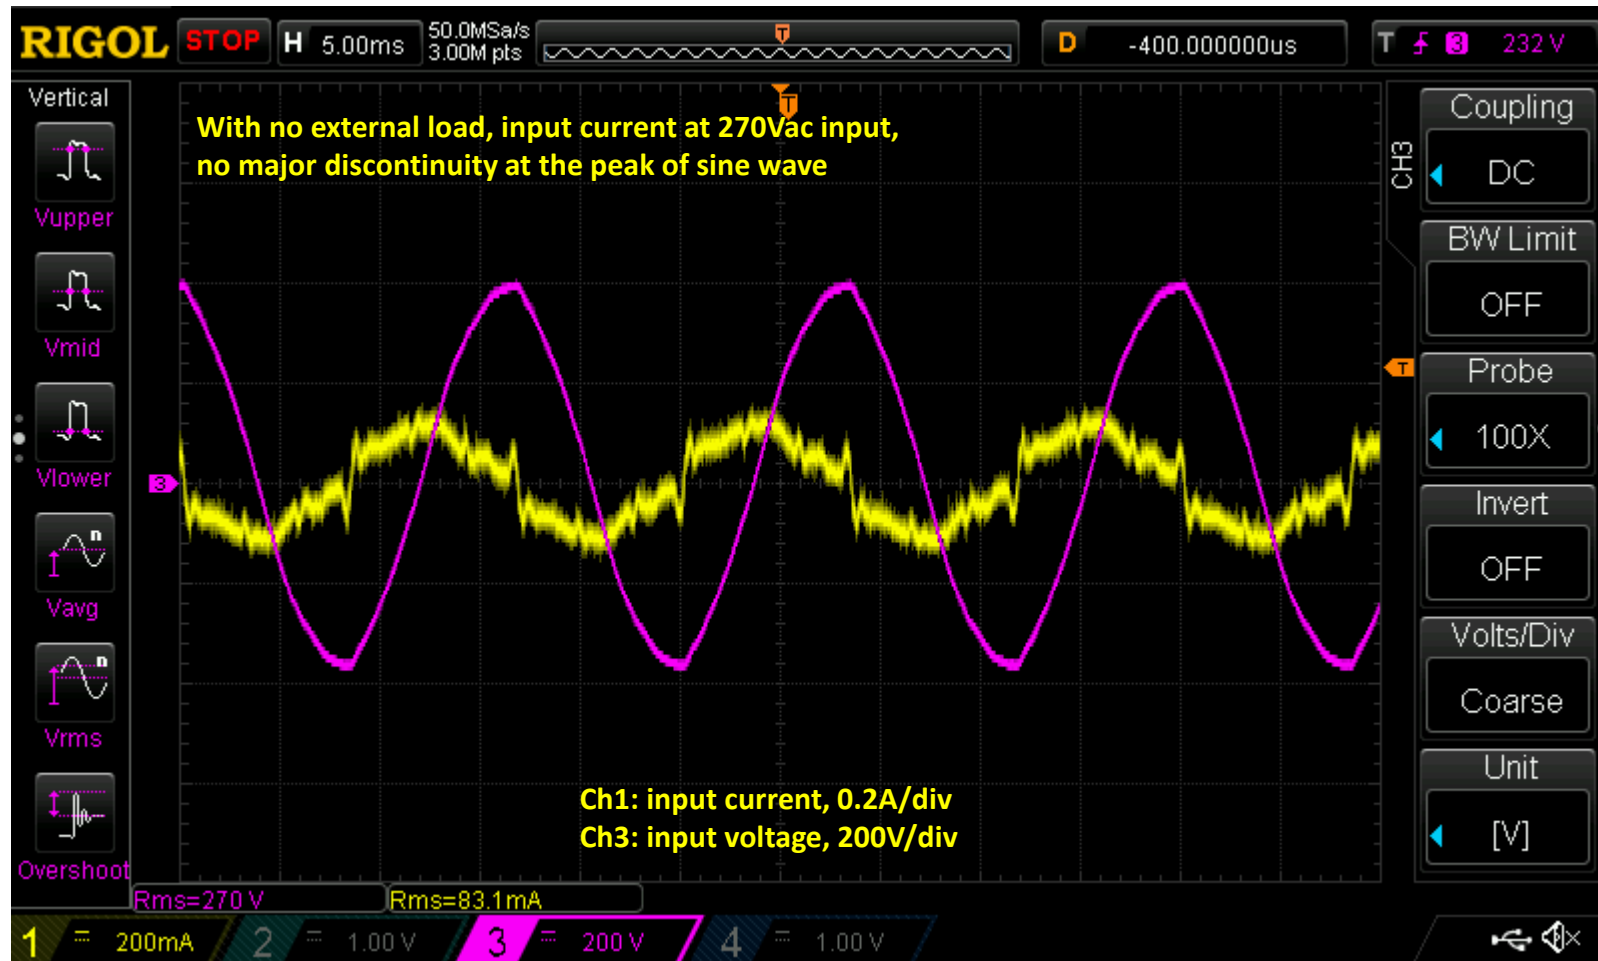 RIGOL STOP H 5.00ms 50.0MSa/s 3.00M pts T D -400.000000us T 3 232 V
Vertical
T
With no external load, input current at 270Vac input,
no major discontinuity at the peak of sine wave
Vupper
Vmid
Vlower
n
Vavg
n
Vrms
Overshoot
3
T
Ch1: input current, 0.2A/div
Ch3: input voltage, 200V/div
CH3
Coupling
DC
BW Limit
OFF
Probe
100X
Invert
OFF
Volts/Div
Coarse
Unit
[V]
Rms=270 V Rms=83.1mA
1 200mA 2 1.00 V 3 200 V 4 1.00 V